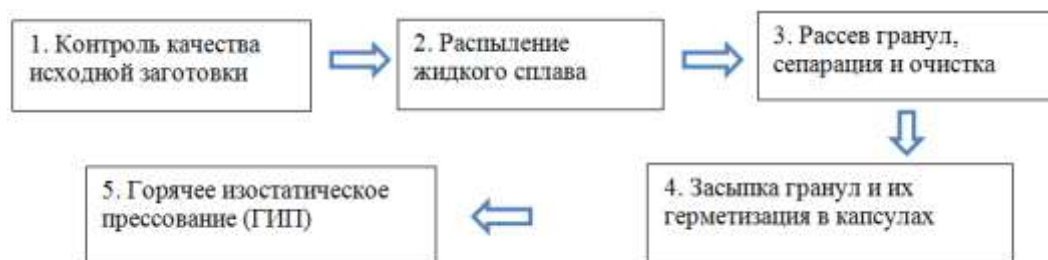 1. Контроль качества
исходной заготовки
2. Распыление
жидкого сплава
3. Рассев гранул,
сепарация и очистка
4. Засыпка гранул и их
герметизация в капсулах
5. Горячее изостатическое
прессование (ГИП)